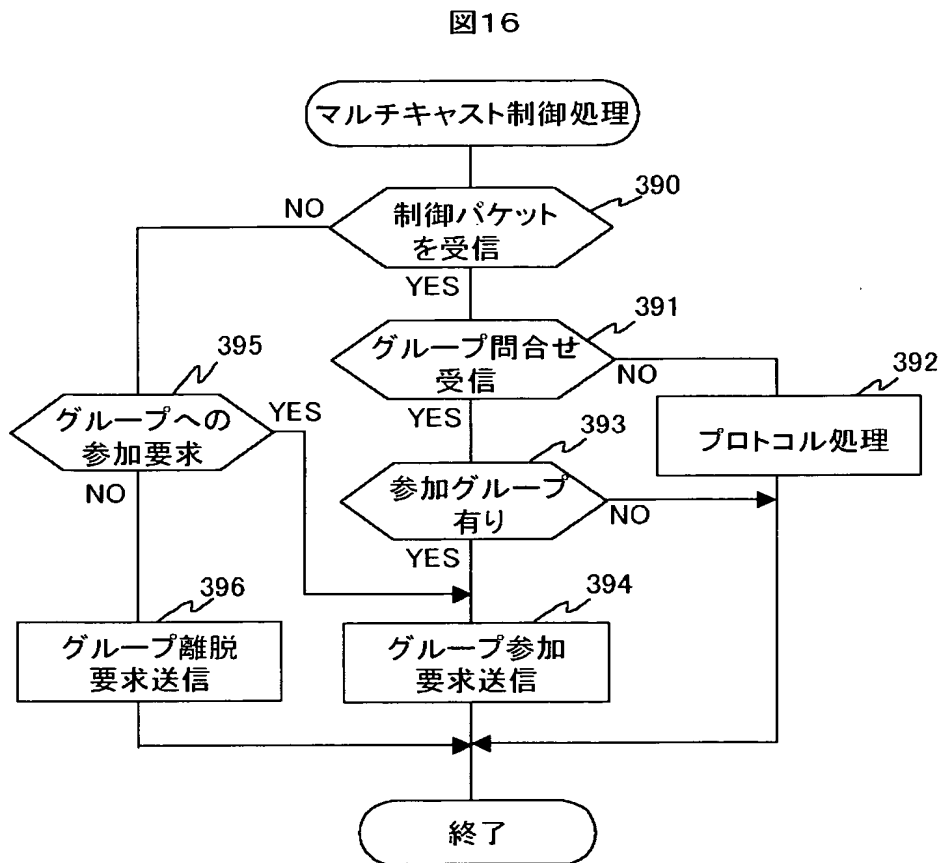 図16
マルチキャスト制御処理
390
制御パケット
を受信
NO
YES
391
グループ問合せ
受信
NO
YES
392
プロトコル処理
395
グループへの
参加要求
YES
NO
393
参加グループ
有り
NO
YES
396
グループ離脱
要求送信
394
グループ参加
要求送信
終了